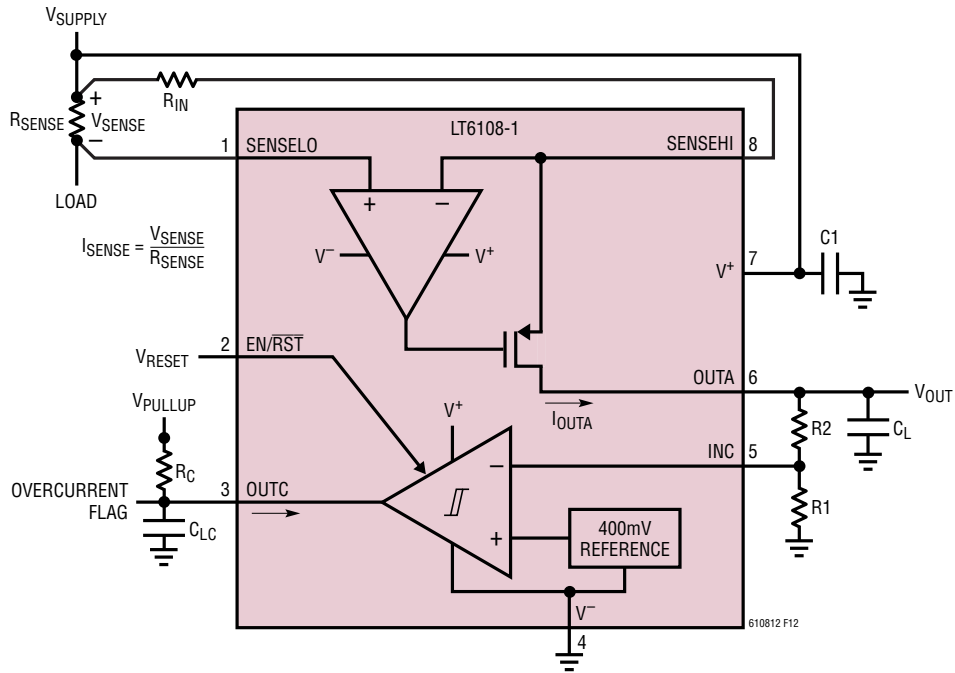 VSUPPLY
+
RIN
RSENSE
VSENSE
–
LOAD
ISENSE = VSENSE
RSENSE
LT6108-1
1
SENSELO
SENSEHI
8
+
–
V–
V+
C1
V+
7
2
EN/RST
VRESET
VPULLUP
RC
OVERCURRENT
FLAG
3
OUTC
CLC
IOUTA
OUTA
6
VOUT
R2
CL
INC
5
R1
V+
–
+
400mV
REFERENCE
V–
4
610812 F12